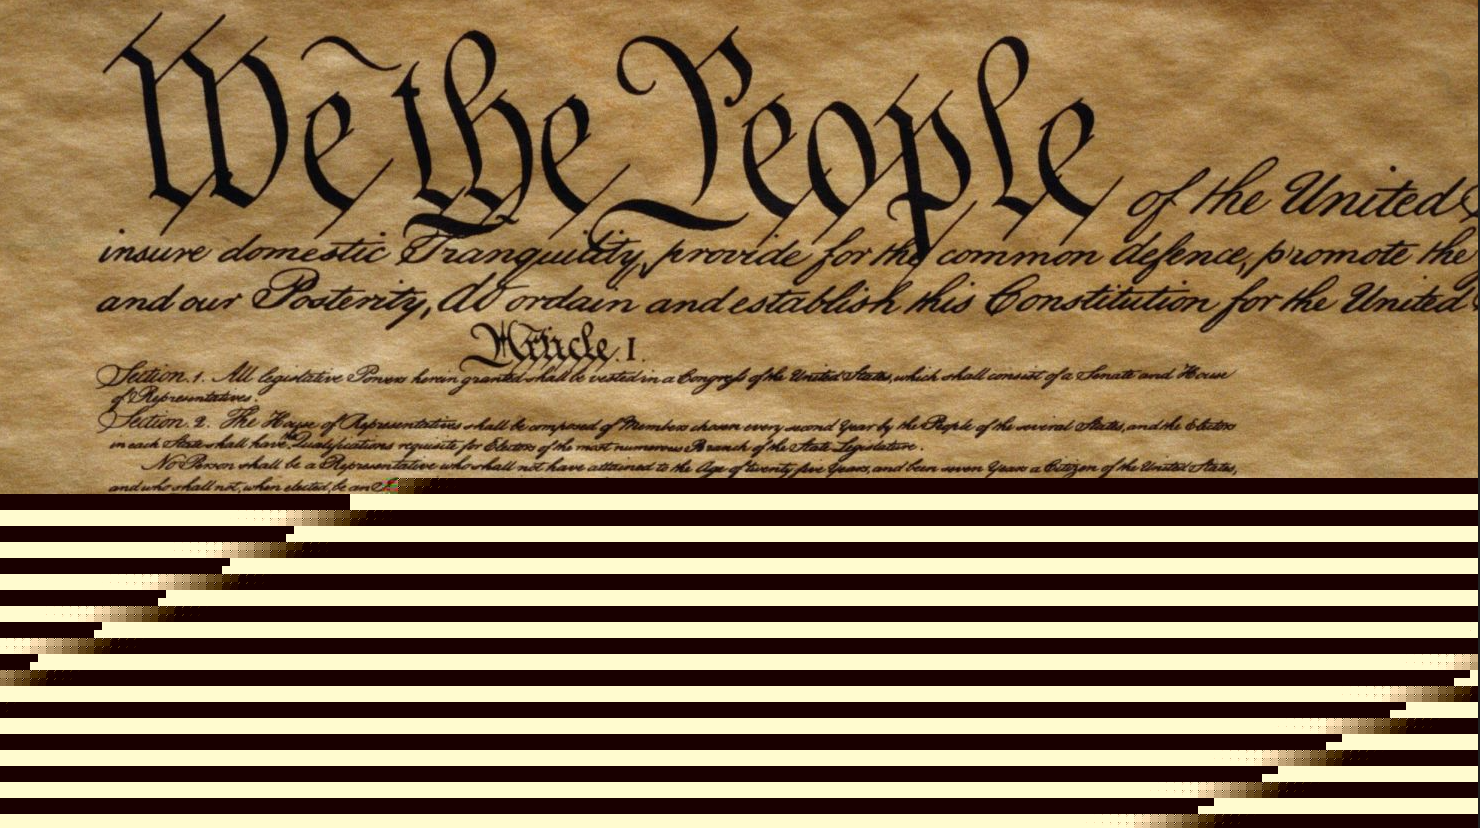 We the People of the United
insure domestic Tranquility, provide for the common defence, promote the
and our Posterity, do ordain and establish this Constitution for the United
Article. I.
Section. 1. All legislative Powers herein granted shall be vested in a Congress of the United States, which shall consist of a Senate and House
of Representatives.
Section. 2. The House of Representatives shall be composed of Members chosen every second Year by the People of the several States, and the Electors
in each State shall have the Qualifications requisite for Electors of the most numerous Branch of the State Legislature.
No Person shall be a Representative who shall not have attained to the Age of twenty five Years, and been seven Years a Citizen of the United States,
and who shall not, when elected, be an